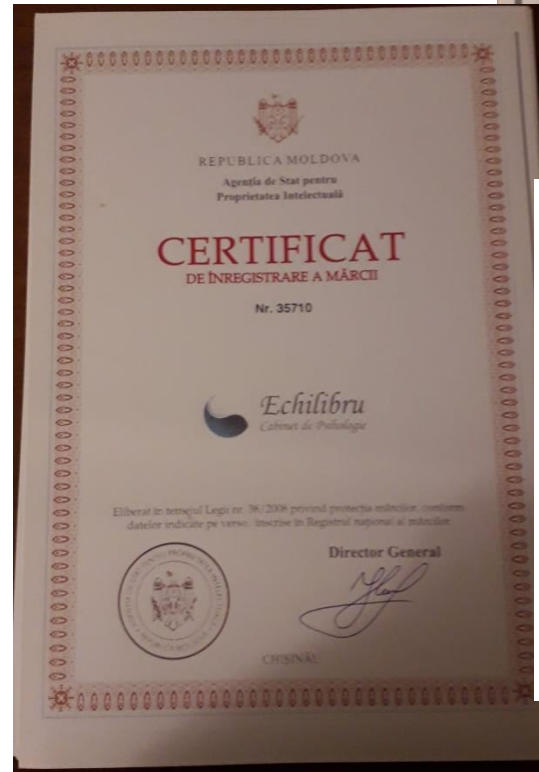 REPUBLICA MOLDOVA
Agenția de Stat pentru
Proprietatea Intelectuală
CERTIFICAT
DE ÎNREGISTRARE A MĂRCII
Nr. 35710
Echilibru
Cabinet de Psihologie
Eliberat în temeiul Legii nr. 38/2008 privind protecția mărcilor, conform
datelor indicate pe verso, înscrise în Registrul național al mărcilor
Director General
CHIȘINĂU